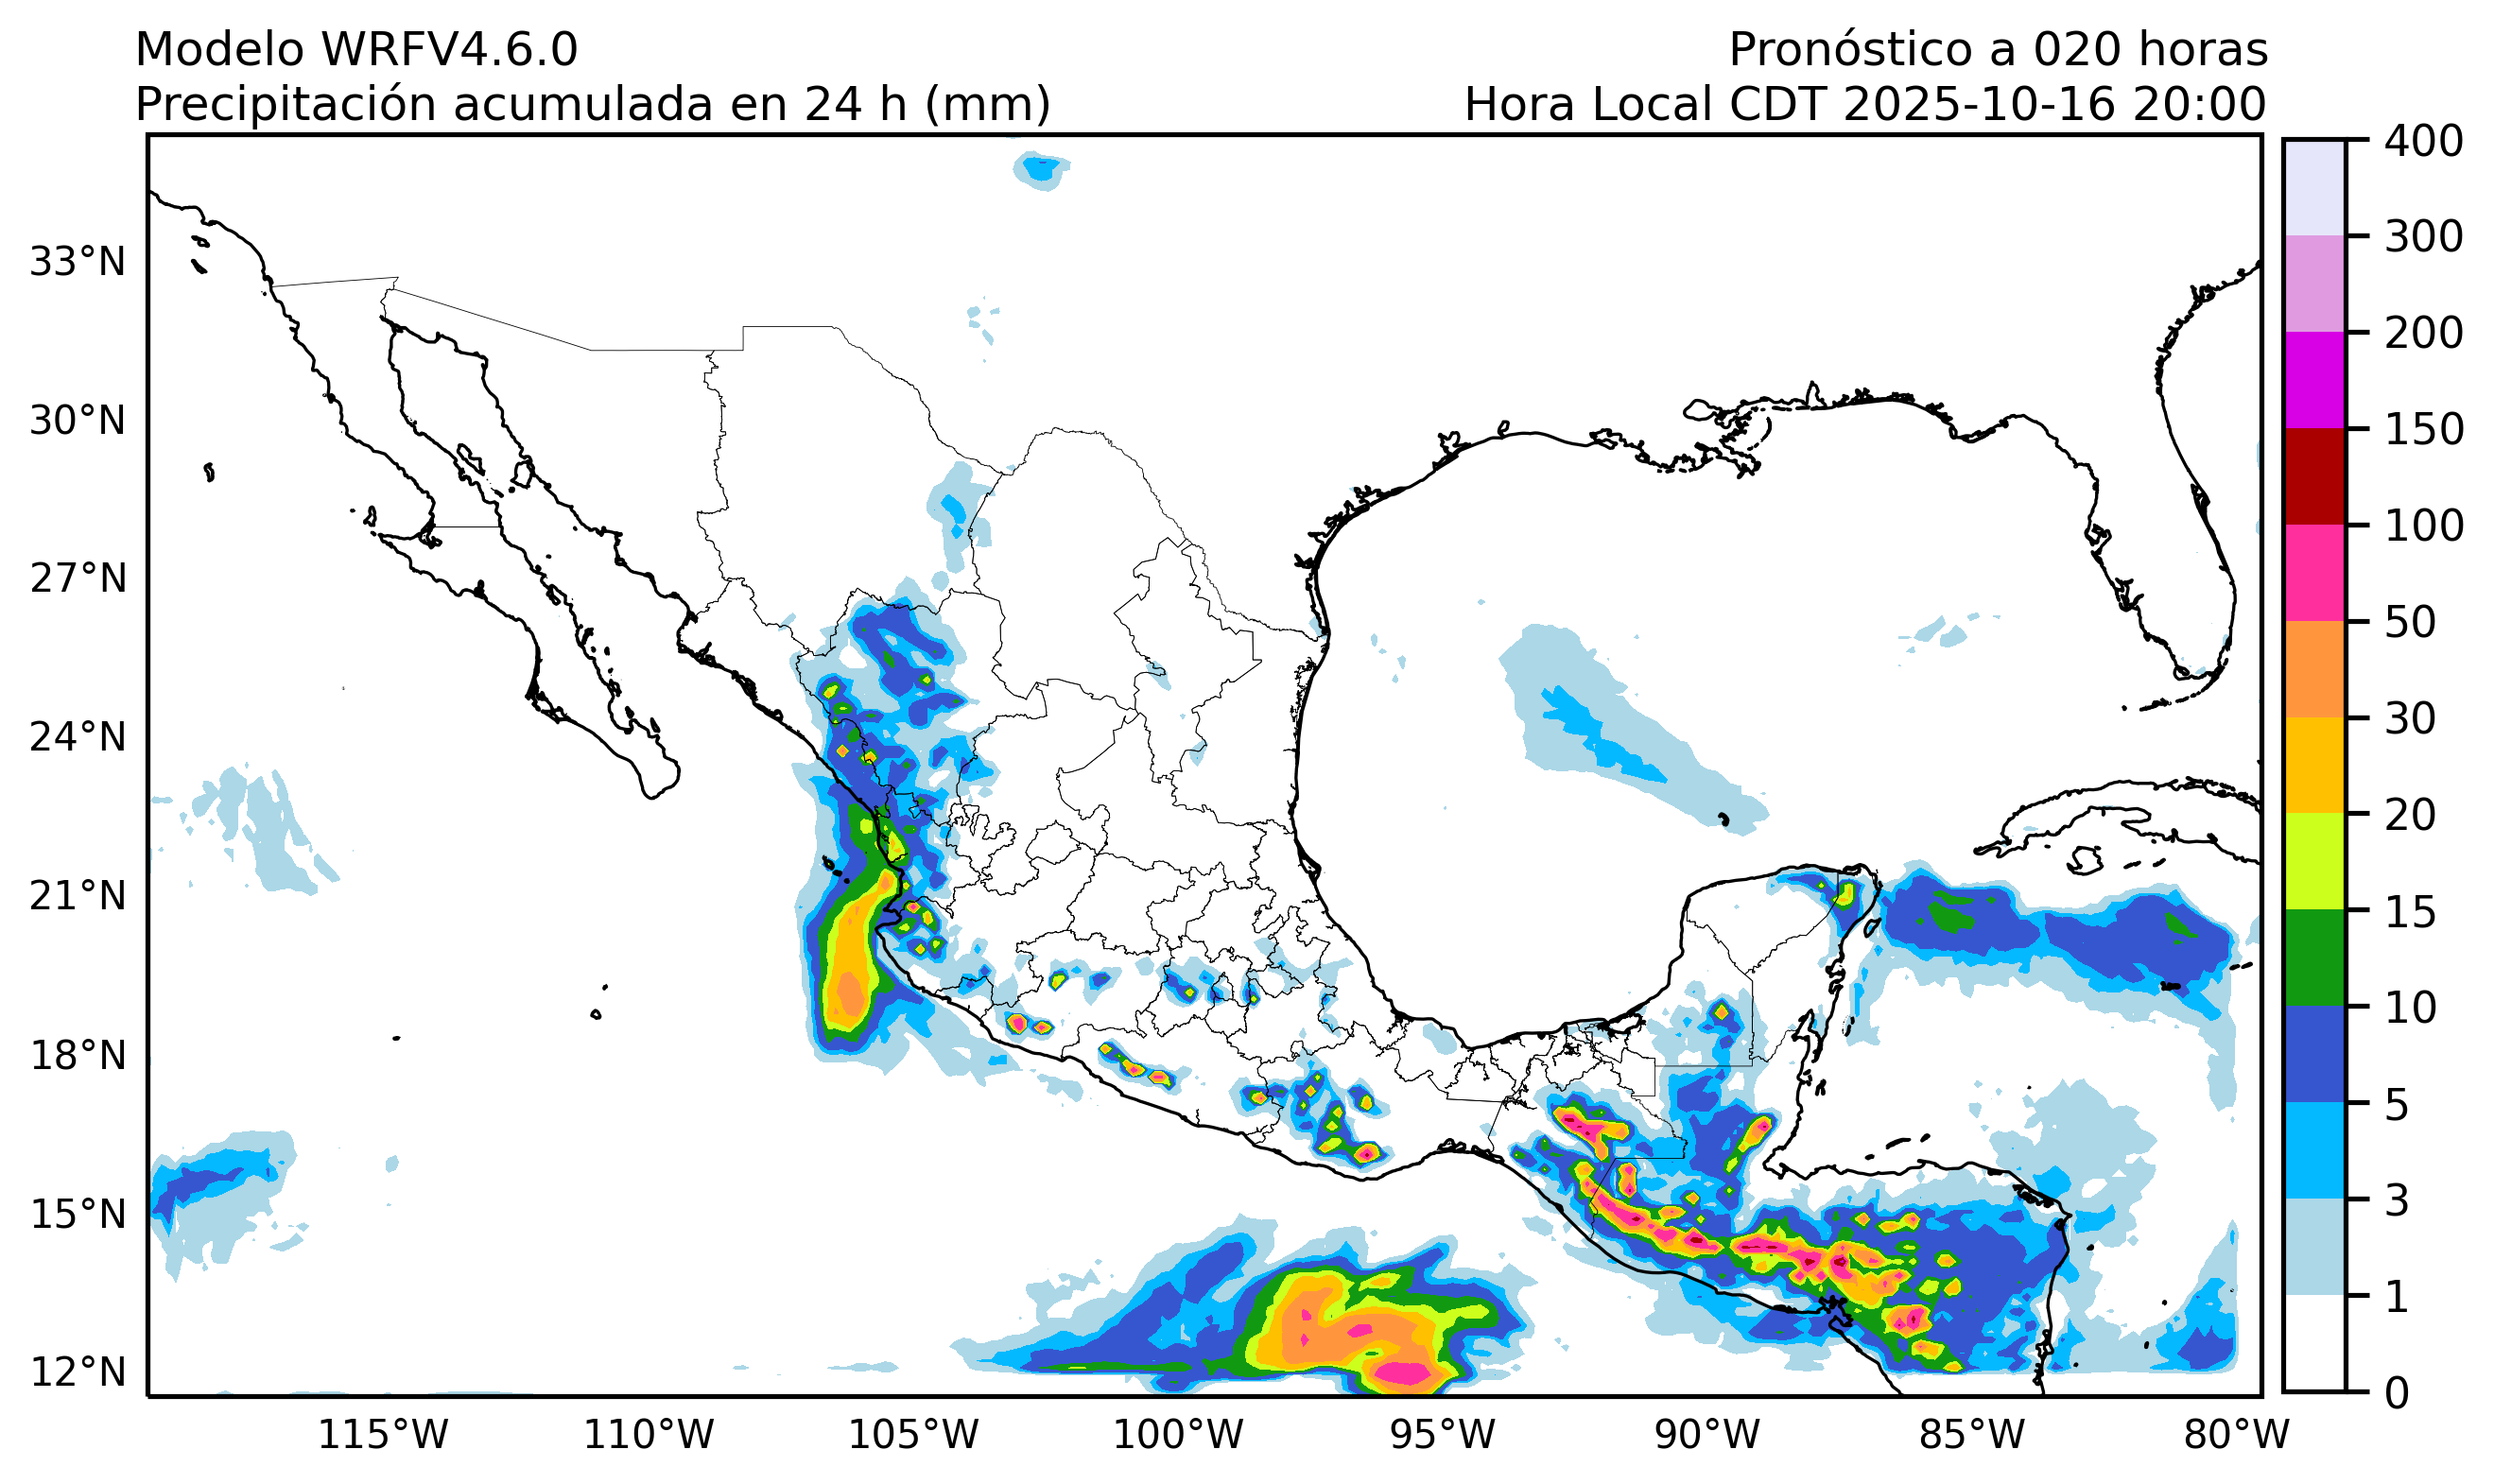 Modelo WRFV4.6.0
Pronóstico a 020 horas
Precipitación acumulada en 24 h (mm)
Hora Local CDT 2025-10-16 20:00
33°N
30°N
27°N
24°N
21°N
18°N
15°N
12°N
115°W
110°W
105°W
100°W
95°W
90°W
85°W
80°W
400
300
200
150
100
50
30
20
15
10
5
3
1
0